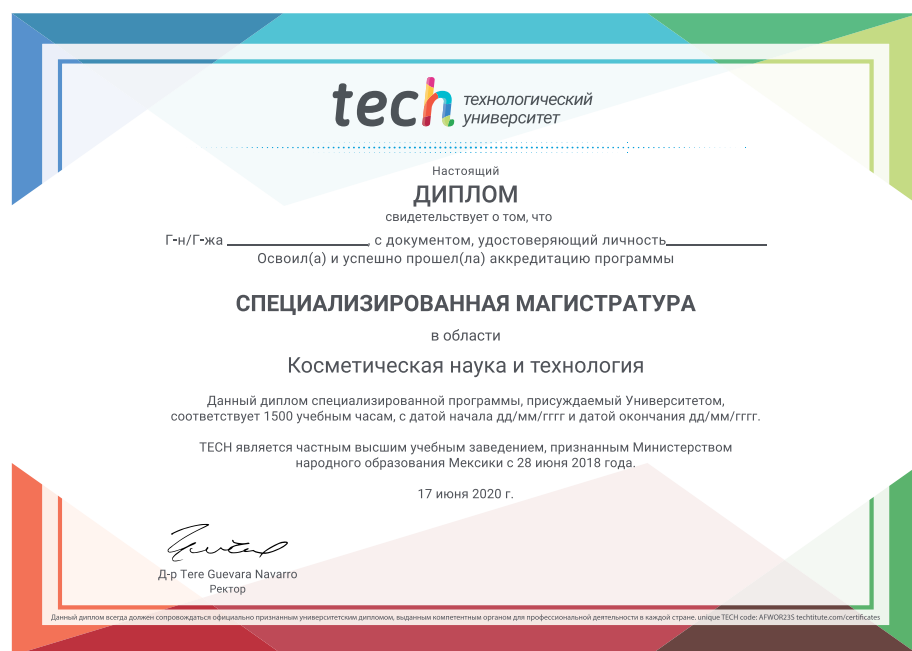 tech технологический
университет
Настоящий
ДИПЛОМ
свидетельствует о том, что
Г-н/Г-жа ____________________, с документом, удостоверяющий личность______________
Освоил(а) и успешно прошел(ла) аккредитацию программы
СПЕЦИАЛИЗИРОВАННАЯ МАГИСТРАТУРА
в области
Косметическая наука и технология
Данный диплом специализированной программы, присуждаемый Университетом,
соответствует 1500 учебным часам, с датой начала дд/мм/гггг и датой окончания дд/мм/гггг.
TECH является частным высшим учебным заведением, признанным Министерством
народного образования Мексики с 28 июня 2018 года.
17 июня 2020 г.
Д-р Tere Guevara Navarro
Ректор
Данный диплом всегда должен сопровождаться официально признанным университетским дипломом, выданным компетентным органом для профессиональной деятельности в каждой стране. unique TECH code: AFWOR23S techtitute.com/certificates